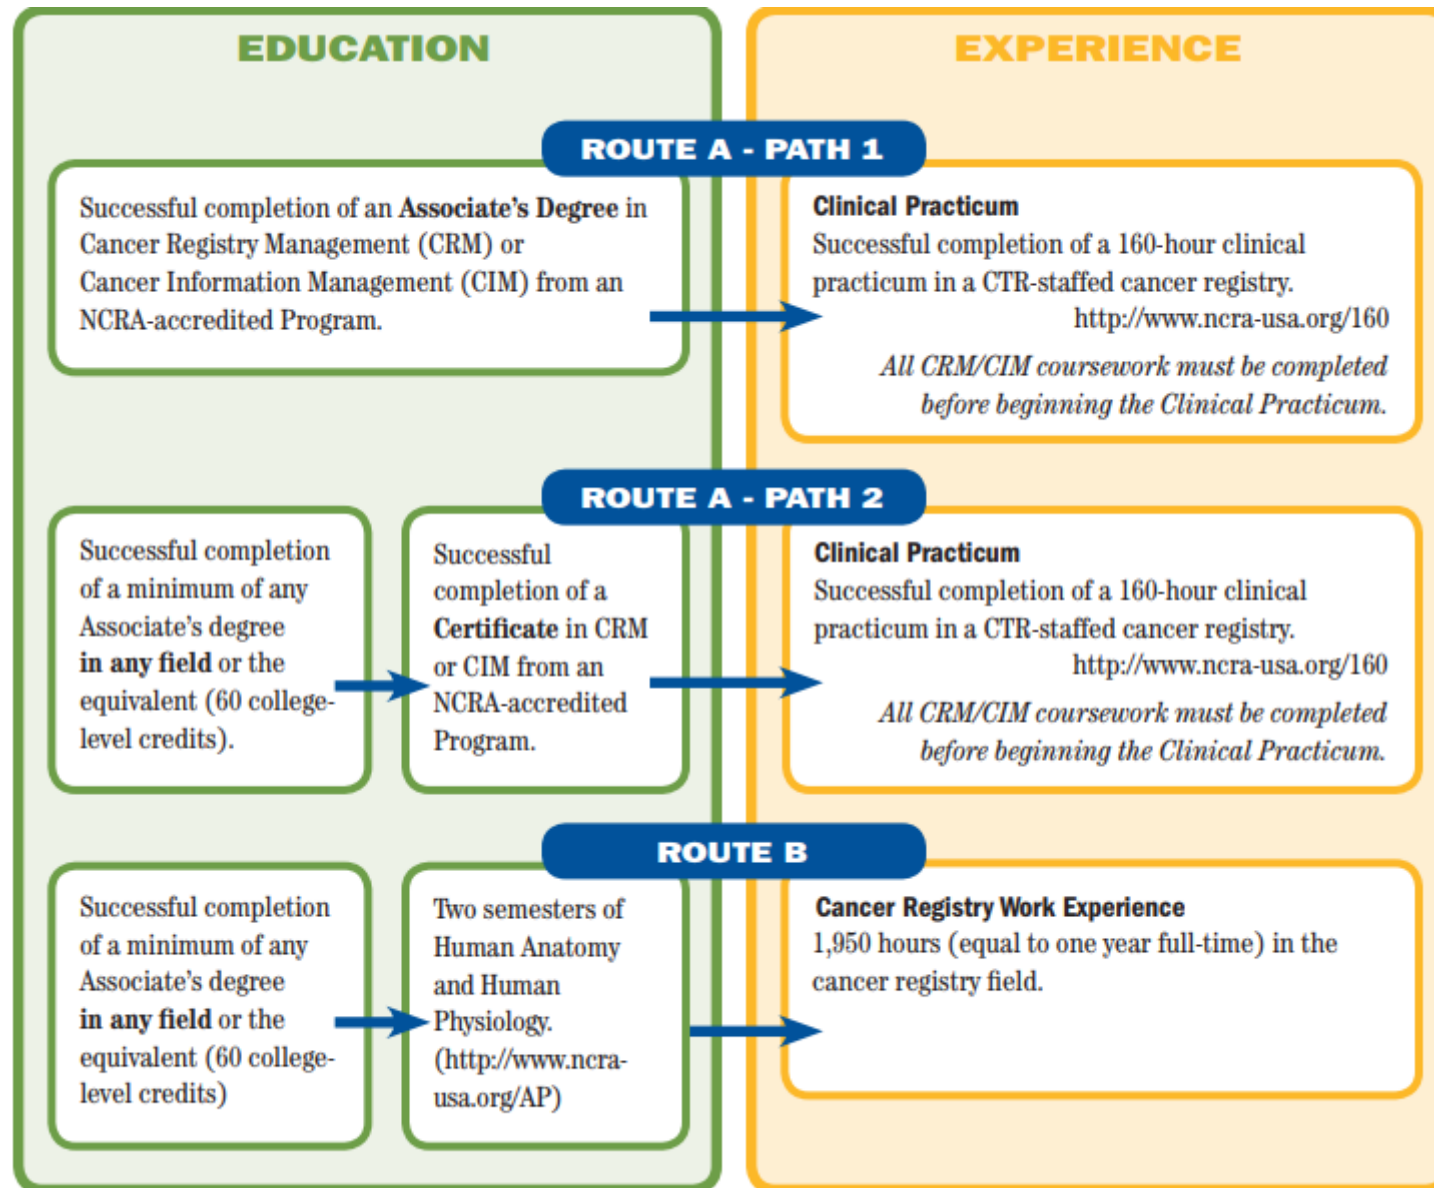 EDUCATION
EXPERIENCE
ROUTE A - PATH 1
Successful completion of an Associate's Degree in
Cancer Registry Management (CRM) or
Cancer Information Management (CIM) from an
NCRA-accredited Program.
Clinical Practicum
Successful completion of a 160-hour clinical
practicum in a CTR-staffed cancer registry.
http://www.ncra-usa.org/160
All CRM/CIM coursework must be completed
before beginning the Clinical Practicum.
ROUTE A - PATH 2
Successful completion
of a minimum of any
Associate's degree
in any field or the
equivalent (60 college-
level credits).
Successful
completion of a
Certificate in CRM
or CIM from an
NCRA-accredited
Program.
Clinical Practicum
Successful completion of a 160-hour clinical
practicum in a CTR-staffed cancer registry.
http://www.ncra-usa.org/160
All CRM/CIM coursework must be completed
before beginning the Clinical Practicum.
ROUTE B
Successful completion
of a minimum of any
Associate's degree
in any field or the
equivalent (60 college-
level credits)
Two semesters of
Human Anatomy
and Human
Physiology.
(http://www.ncra-
usa.org/AP)
Cancer Registry Work Experience
1,950 hours (equal to one year full-time) in the
cancer registry field.